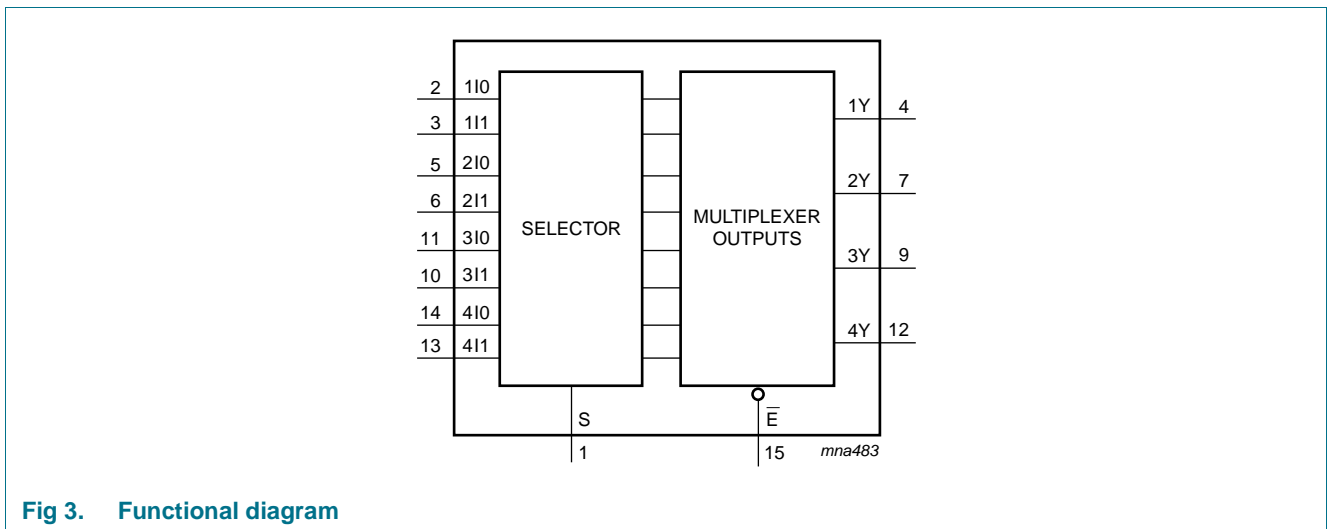 2 1I0
3 1I1
5 2I0
6 2I1
11 3I0
10 3I1
14 4I0
13 4I1
SELECTOR
MULTIPLEXER
OUTPUTS
1Y 4
2Y 7
3Y 9
4Y 12
S
1
E̅
15
mna483
Fig 3. Functional diagram